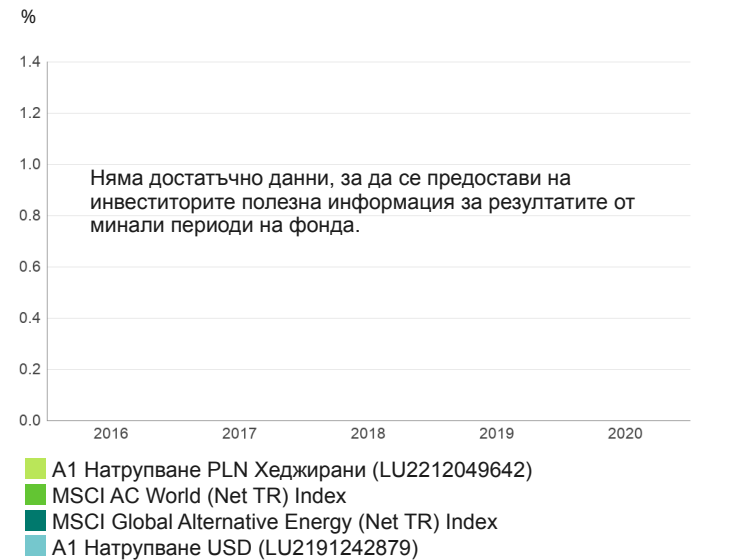 %
1.4
1.2
1.0
Няма достатъчно данни, за да се предостави на
инвеститорите полезна информация за резултатите от
0.8
минали периоди на фонда.
0.6
0.4
0.2
0.0
2016 2017 2018 2019 2020
A1 Натрупване PLN Хеджирани (LU2212049642)
MSCI AC World (Net TR) Index
MSCI Global Alternative Energy (Net TR) Index
A1 Натрупване USD (LU2191242879)